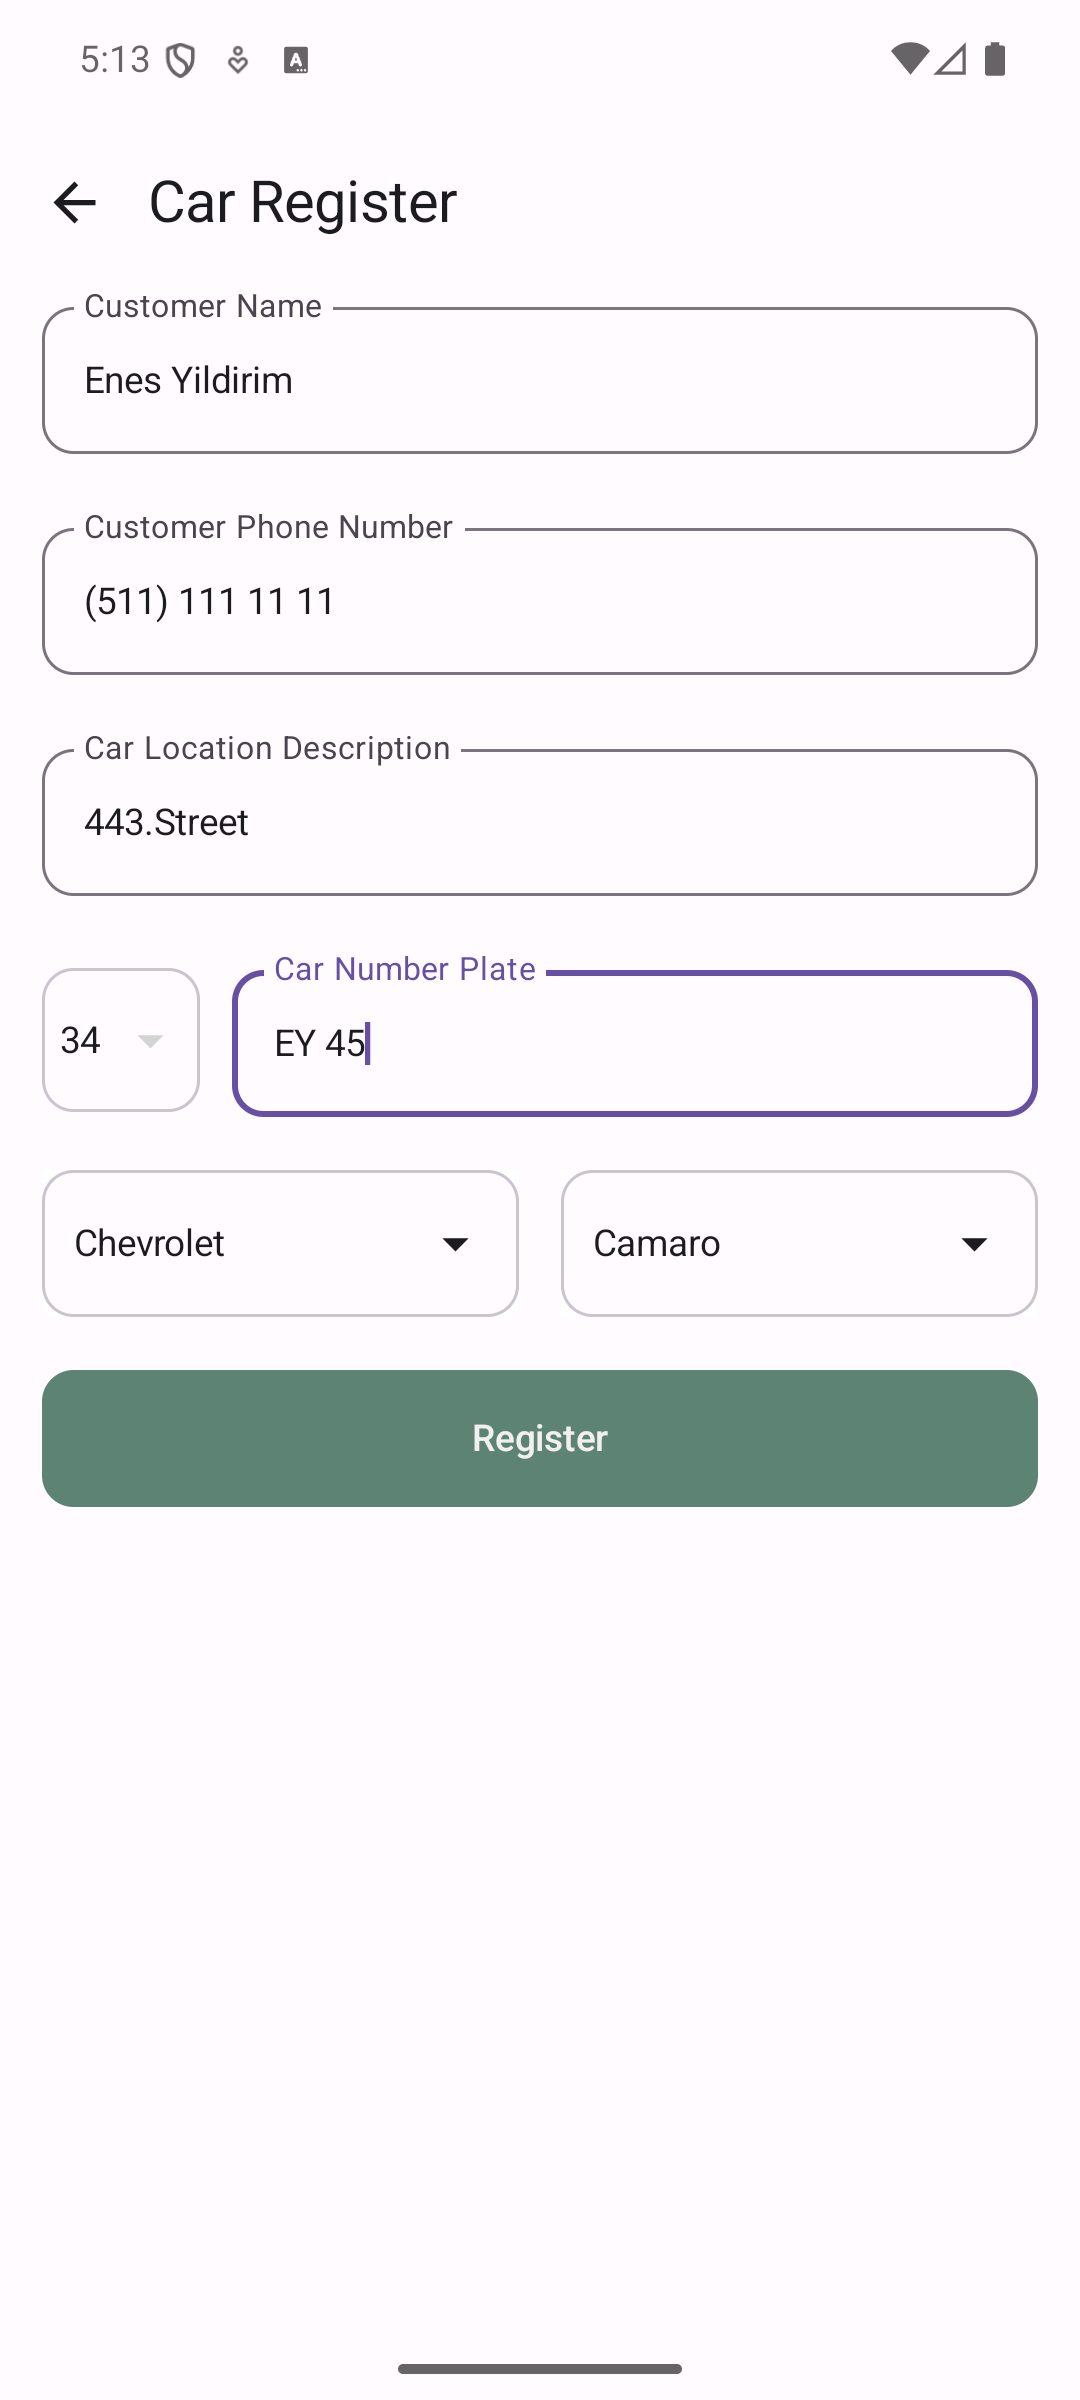 5:13
Car Register
Customer Name
Enes Yildirim
Customer Phone Number
(511) 111 11 11
Car Location Description
443.Street
34
Car Number Plate
EY 45
Chevrolet
Camaro
Register